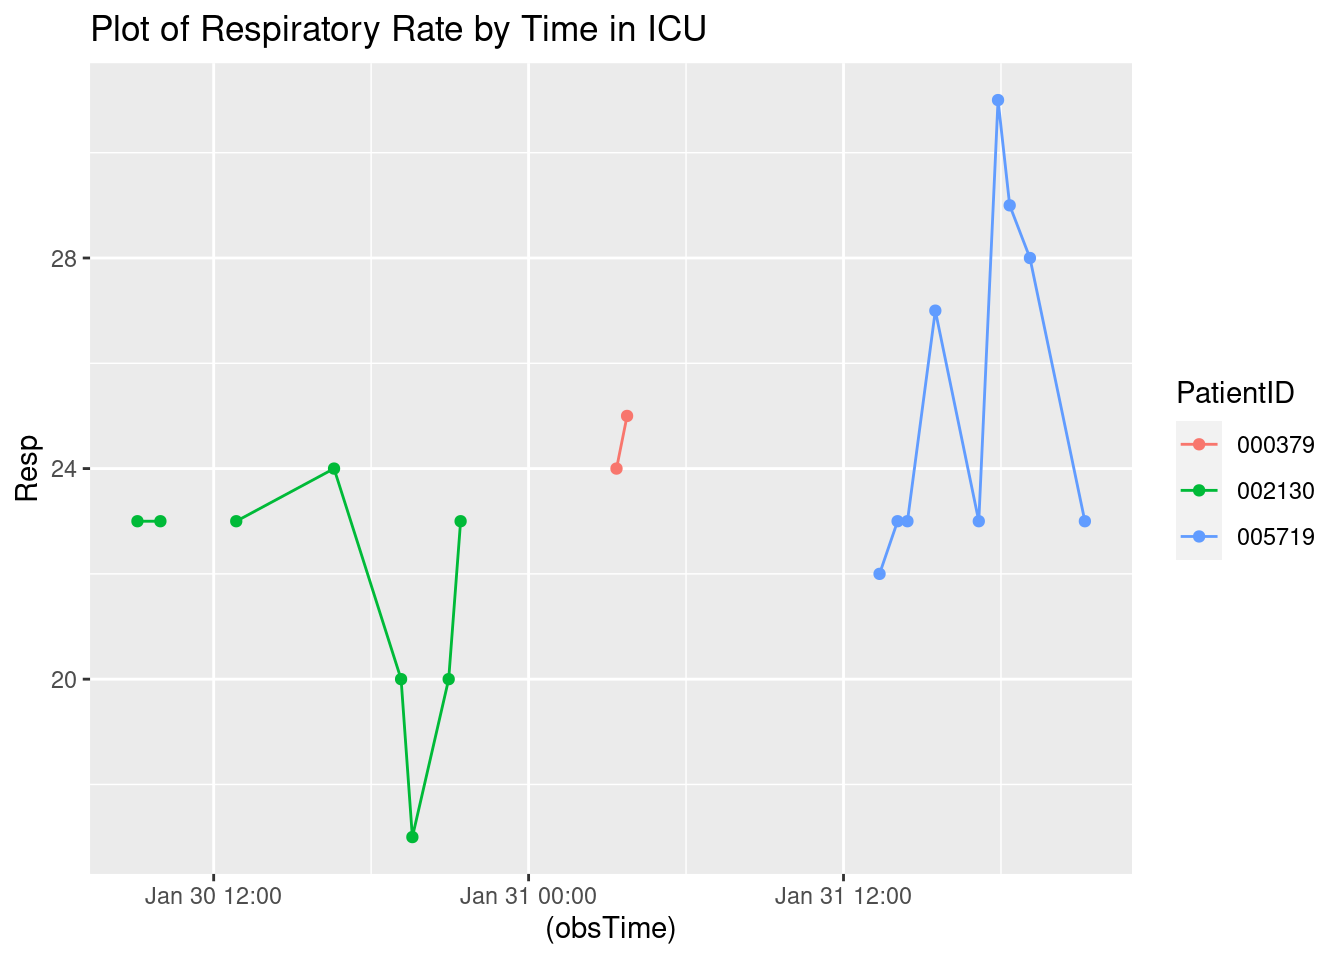 Plot of Respiratory Rate by Time in ICU
28
24
20
Resp
Jan 30 12:00
Jan 31 00:00
Jan 31 12:00
(obsTime)
PatientID
000379
002130
005719